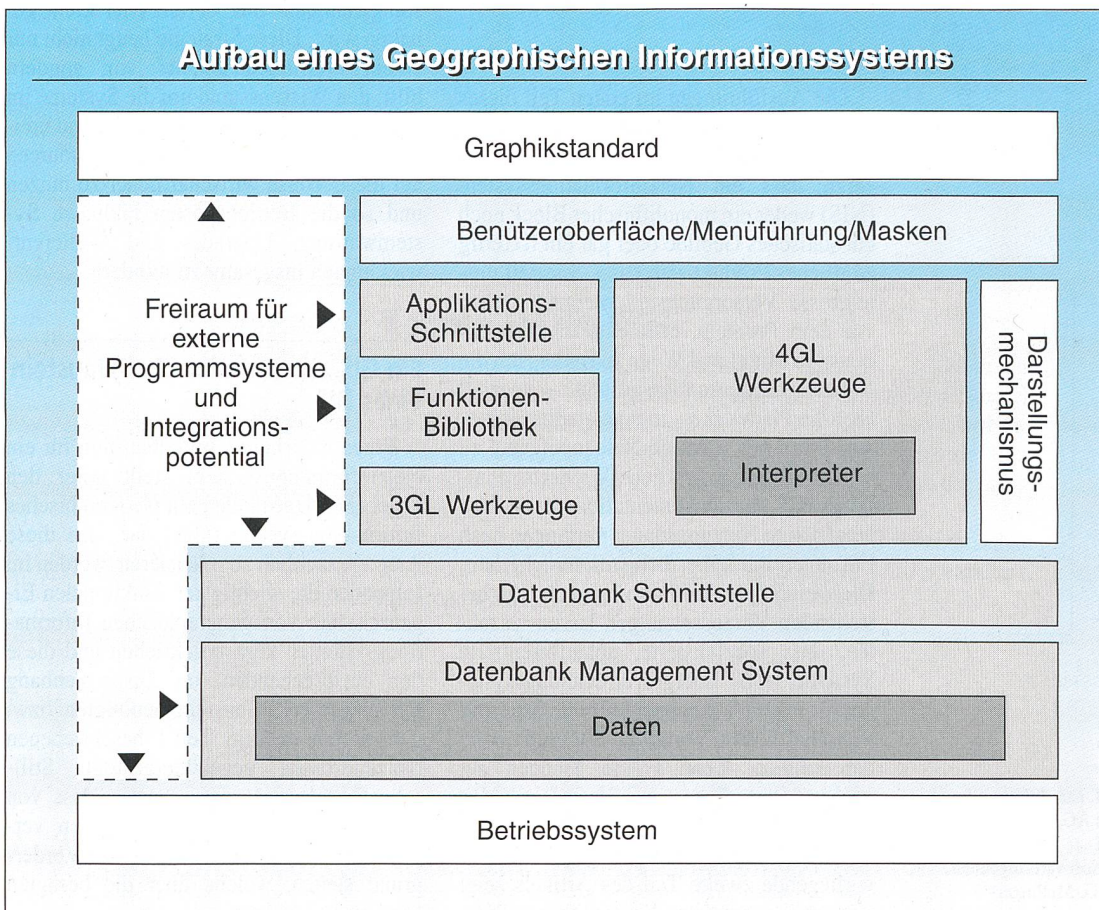 Aufbau eines Geographischen Informationssystems
Graphikstandard
Benützeroberfläche/Menüführung/Masken
Freiraum für
externe
Programmsysteme
und
Integrations-
potential
Applikations-
Schnittstelle
Funktionen-
Bibliothek
3GL Werkzeuge
4GL
Werkzeuge
Interpreter
Darstellungs-
mechanismus
Datenbank Schnittstelle
Datenbank Management System
Daten
Betriebssystem